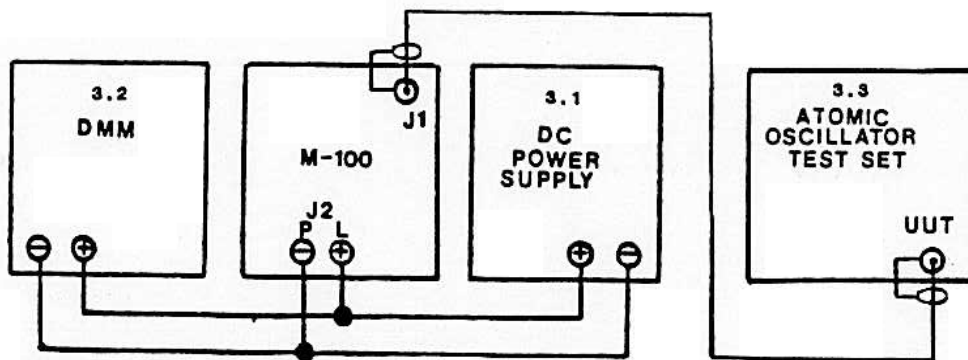 3.2
DMM
J1
M-100
J2
P L
3.1
DC
POWER
SUPPLY
3.3
ATOMIC
OSCILLATOR
TEST SET
UUT